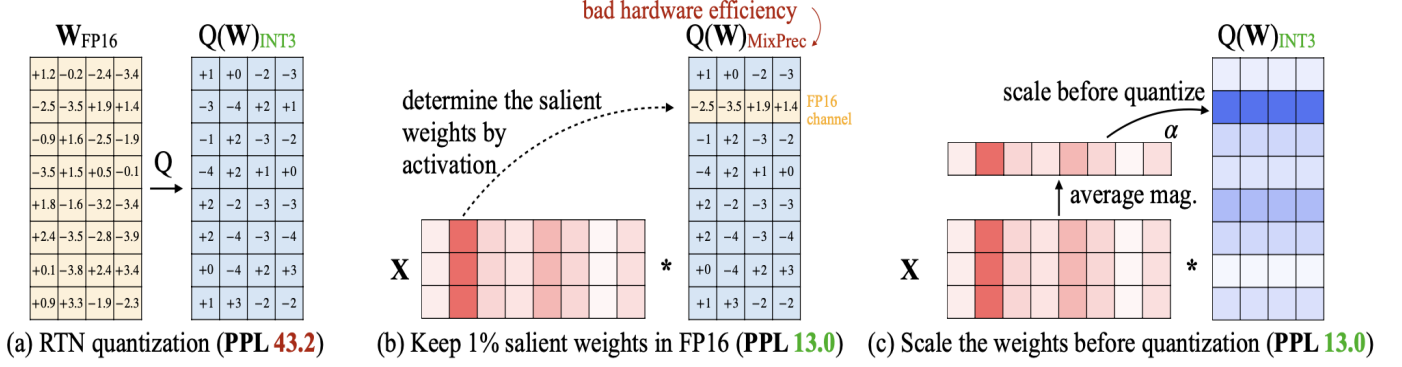 W_FP16
Q(W)_INT3
+1.2 −0.2 −2.4 −3.4
−2.5 −3.5 +1.9 +1.4
−0.9 +1.6 −2.5 −1.9
−3.5 +1.5 +0.5 −0.1
+1.8 −1.6 −3.2 −3.4
+2.4 −3.5 −2.8 −3.9
+0.1 −3.8 +2.4 +3.4
+0.9 +3.3 −1.9 −2.3
Q
+1 +0 −2 −3
−3 −4 +2 +1
−1 +2 −3 −2
−4 +2 +1 +0
+2 −2 −3 −3
+2 −4 −3 −4
+0 −4 +2 +3
+1 +3 −2 −2
(a) RTN quantization (PPL 43.2)
bad hardware efficiency
Q(W)_MixPrec
determine the salient
weights by
activation
+1 +0 −2 −3
−2.5 −3.5 +1.9 +1.4
−1 +2 −3 −2
−4 +2 +1 +0
+2 −2 −3 −3
+2 −4 −3 −4
+0 −4 +2 +3
+1 +3 −2 −2
FP16
channel
X
*
(b) Keep 1% salient weights in FP16 (PPL 13.0)
Q(W)_INT3
scale before quantize
α
average mag.
X
*
(c) Scale the weights before quantization (PPL 13.0)